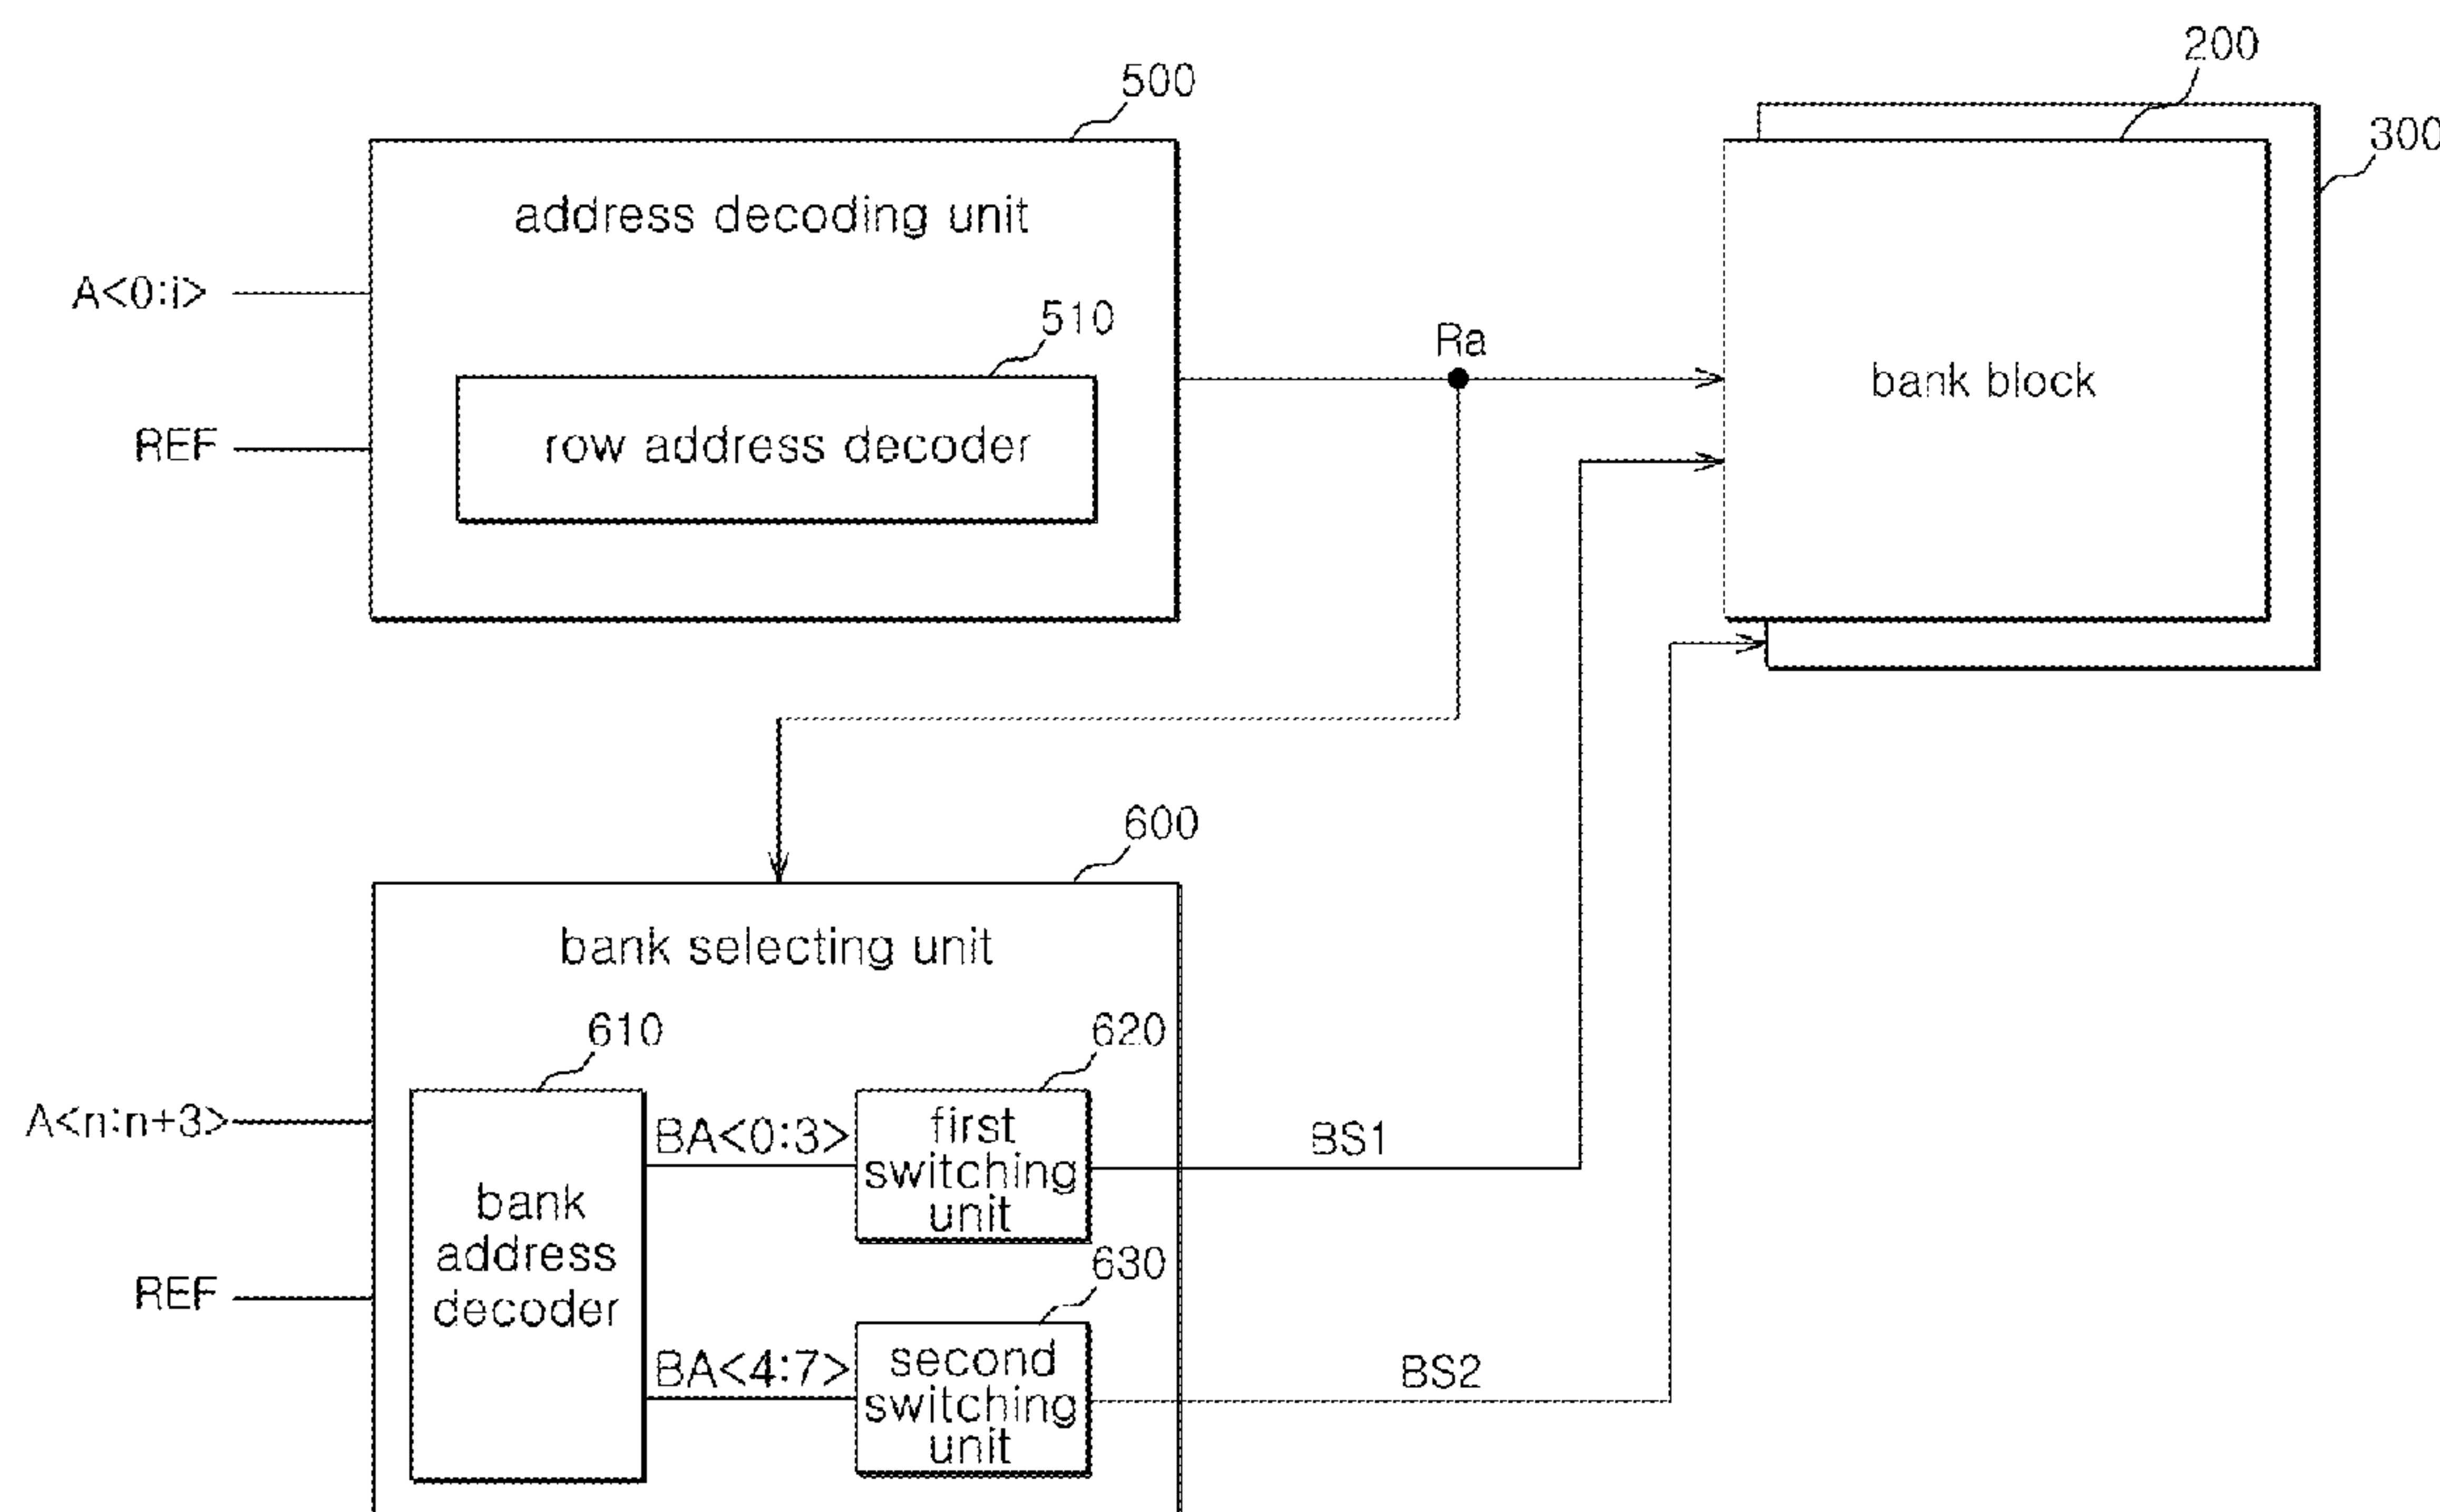 200
500
300
address decoding unit
A<0:i>
510
Ra
bank block
REF
row address decoder
600
bank selecting unit
610
620
A<n:n+3>
BA<0:3>
first
switching
unit
BS1
bank
address
decoder
630
REF
BA<4:7>
second
switching
unit
BS2